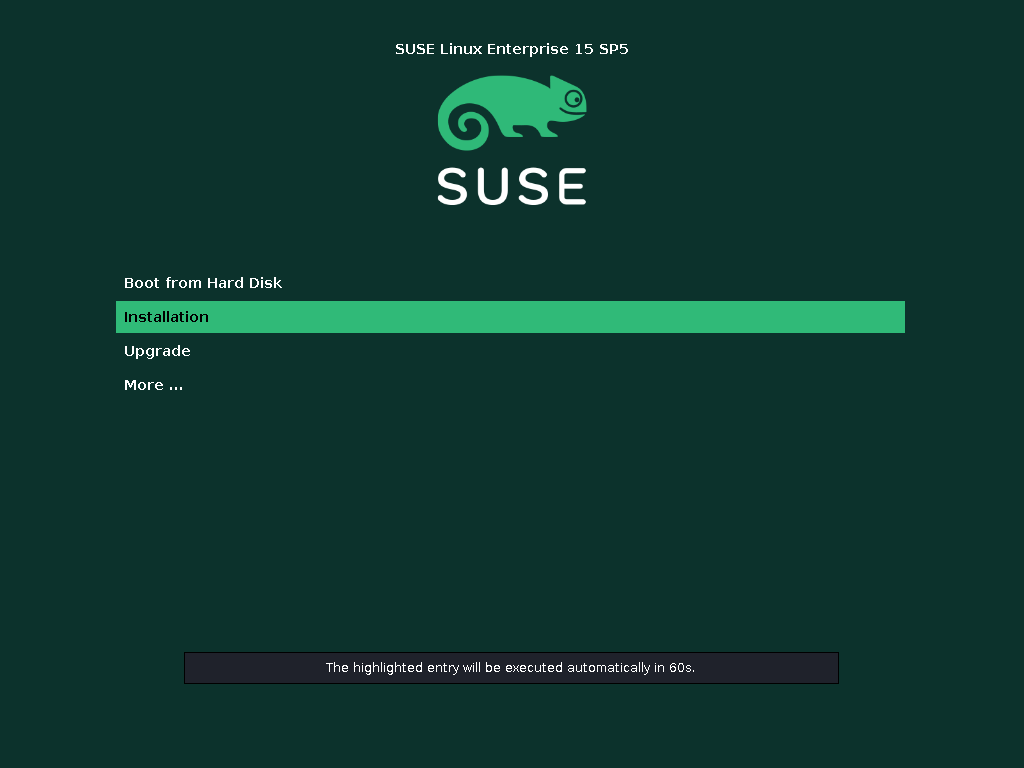 SUSE Linux Enterprise 15 SP5
SUSE
Boot from Hard Disk
Installation
Upgrade
More ...
The highlighted entry will be executed automatically in 60s.